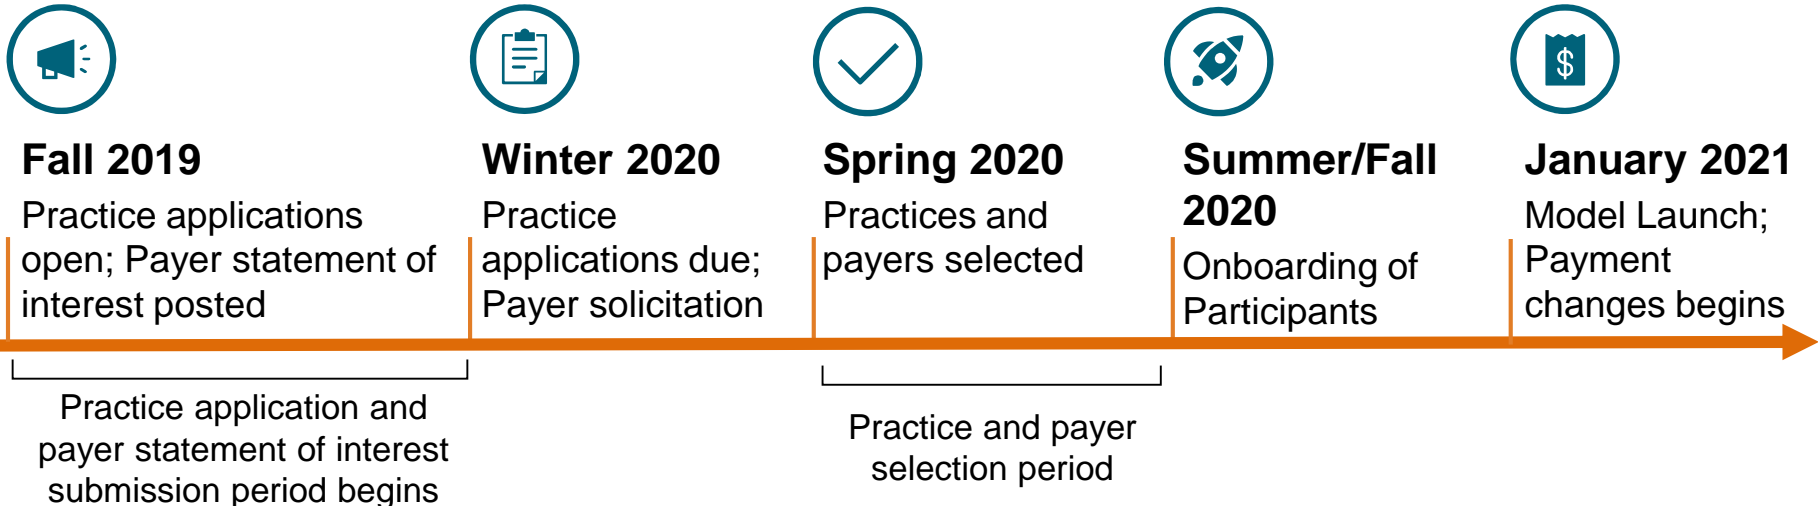 $
Fall 2019
Practice applications
open; Payer statement of
interest posted
Winter 2020
Practice
applications due;
Payer solicitation
Spring 2020
Practices and
payers selected
Summer/Fall
2020
Onboarding of
Participants
January 2021
Model Launch;
Payment
changes begins
Practice application and
payer statement of interest
submission period begins
Practice and payer
selection period